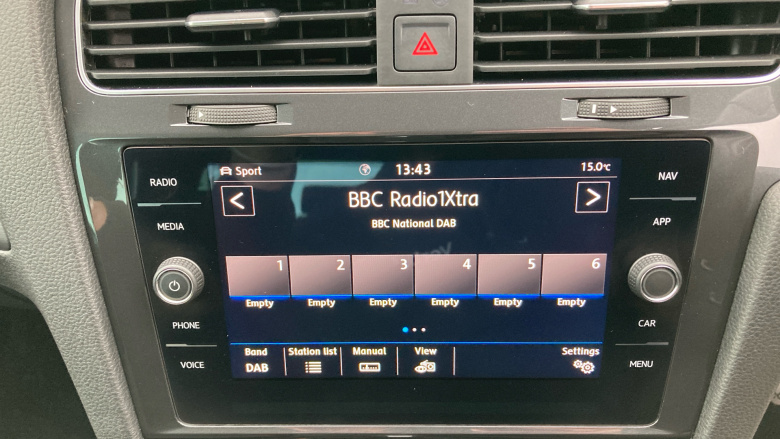 Sport 13:43 15.0°C
RADIO
NAV
< BBC Radio1Xtra >
BBC National DAB
MEDIA
APP
1 2 3 4 5 6
Empty Empty Empty Empty Empty Empty
PHONE
CAR
Band Station list Manual View Settings
DAB
VOICE
MENU